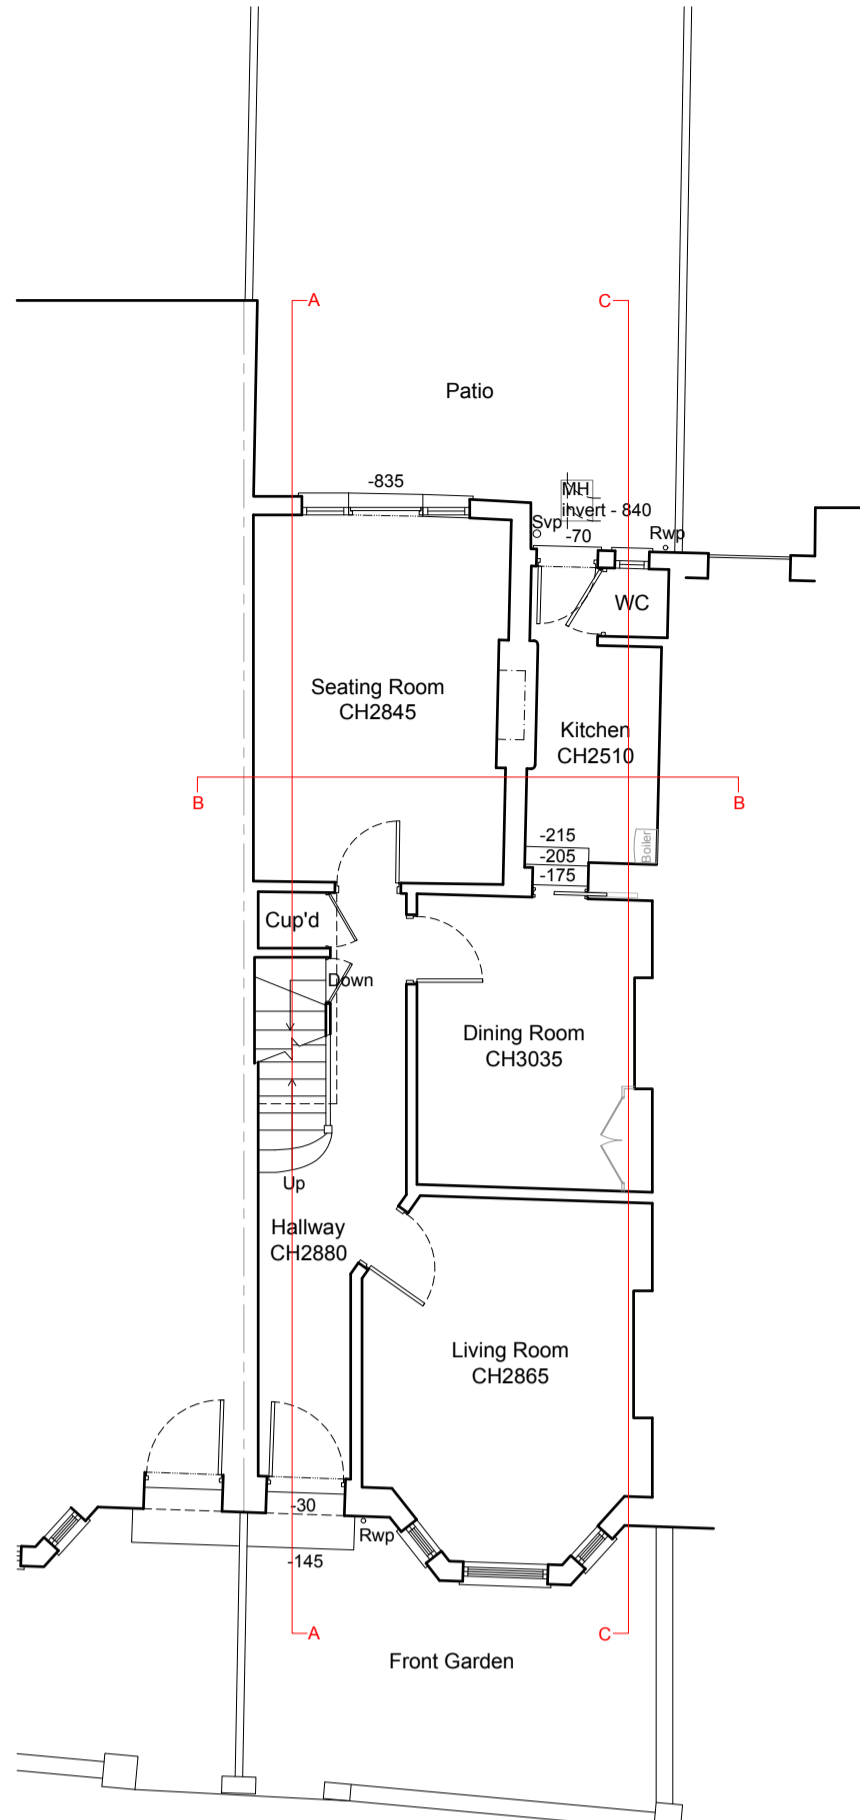 A
C
Patio
-835
MH
invert - 840
Svp
-70
Rwp
WC
Seating Room
CH2845
Kitchen
CH2510
B
B
-215
Boiler
-205
-175
Cup'd
Down
Dining Room
CH3035
Up
Hallway
CH2880
Living Room
CH2865
-30
Rwp
-145
A
C
Front Garden